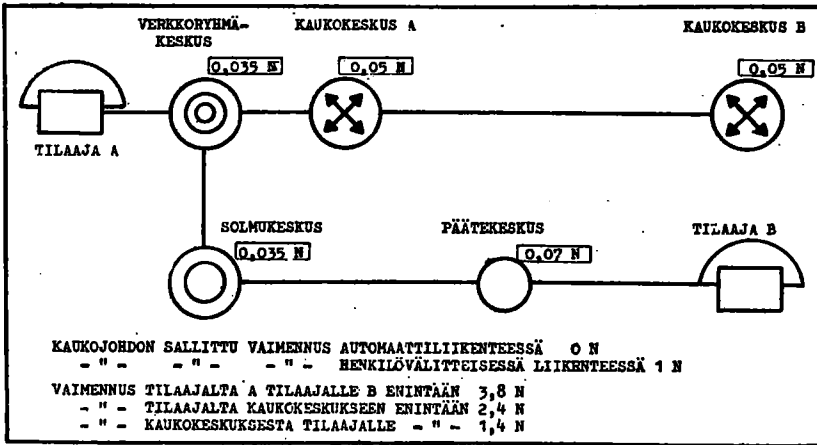 VERKKORYHMÄ-
KESKUS
KAUKOKESKUS A
KAUKOKESKUS B
0,035 N
0,05 N
0,05 N
TILAAJA A
SOLMUKESKUS
PÄÄTEKESKUS
TILAAJA B
0,035 N
0,07 N
KAUKOJOHDON SALLITTU VAIMENNUS AUTOMAATTILIIKENTEESSÄ 0 N
- " - - " - - " - HENKILÖVÄLITTEISESSÄ LIIKENTEESSÄ 1 N
VAIMENNUS TILAAJALTA A TILAAJALLE B ENINTÄÄN 3,8 N
- " - TILAAJALTA KAUKOKESKUKSEEN ENINTÄÄN 2,4 N
- " - KAUKOKESKUKSESTA TILAAJALLE - " - 1,4 N